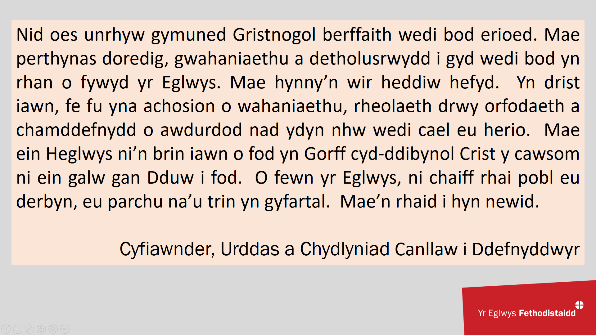 Nid oes unrhyw gymuned Gristnogol berffaith wedi bod erioed. Mae
perthynas doredig, gwahaniaethu a detholusrwydd i gyd wedi bod yn
rhan o fywyd yr Eglwys. Mae hynny’n wir heddiw hefyd. Yn drist
iawn, fe fu yna achosion o wahaniaethu, rheolaeth drwy orfodaeth a
chamddefnydd o awdurdod nad ydyn nhw wedi cael eu herio. Mae
ein Heglwys ni’n brin iawn o fod yn Gorff cyd-ddibynol Crist y cawsom
ni ein galw gan Dduw i fod. O fewn yr Eglwys, ni chaiff rhai pobl eu
derbyn, eu parchu na’u trin yn gyfartal. Mae’n rhaid i hyn newid.
Cyfiawnder, Urddas a Chydlyniad Canllaw i Ddefnyddwyr
Yr Eglwys Fethodistaidd